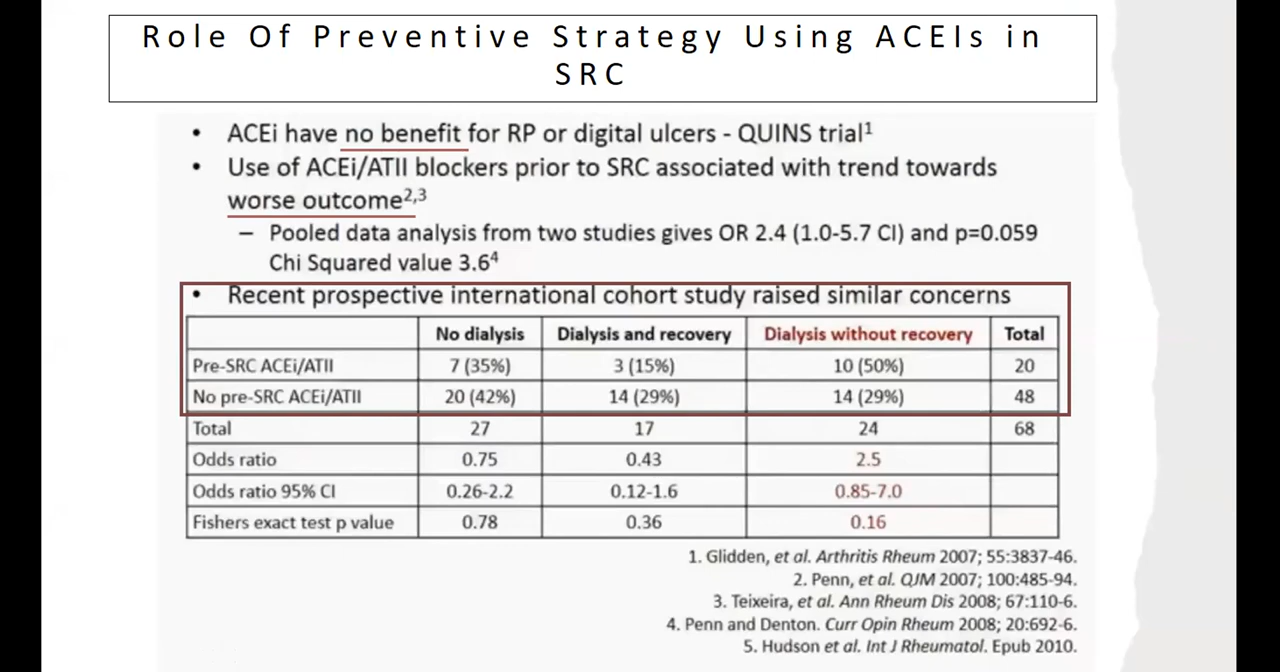 Role Of Preventive Strategy Using ACEIs in
SRC
• ACEi have no benefit for RP or digital ulcers - QUINS trial¹
• Use of ACEi/ATII blockers prior to SRC associated with trend towards
worse outcome²,³
– Pooled data analysis from two studies gives OR 2.4 (1.0-5.7 CI) and p=0.059
Chi Squared value 3.6⁴
• Recent prospective international cohort study raised similar concerns
No dialysis Dialysis and recovery Dialysis without recovery Total
Pre-SRC ACEi/ATII 7 (35%) 3 (15%) 10 (50%) 20
No pre-SRC ACEi/ATII 20 (42%) 14 (29%) 14 (29%) 48
Total 27 17 24 68
Odds ratio 0.75 0.43 2.5
Odds ratio 95% CI 0.26-2.2 0.12-1.6 0.85-7.0
Fishers exact test p value 0.78 0.36 0.16
1. Glidden, et al. Arthritis Rheum 2007; 55:3837-46.
2. Penn, et al. QJM 2007; 100:485-94.
3. Teixeira, et al. Ann Rheum Dis 2008; 67:110-6.
4. Penn and Denton. Curr Opin Rheum 2008; 20:692-6.
5. Hudson et al. Int J Rheumatol. Epub 2010.